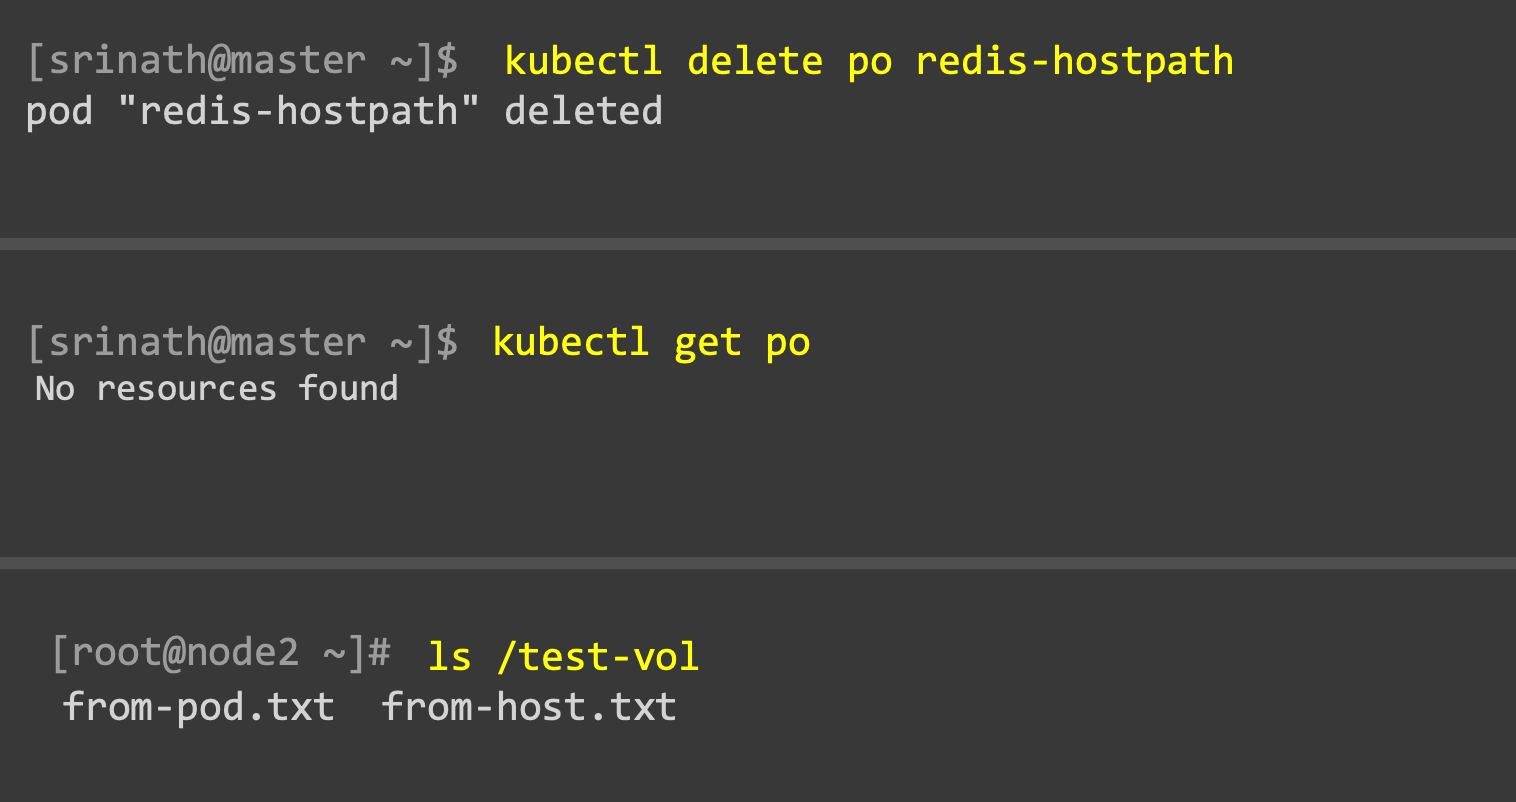 [srinath@master ~]$ kubectl delete po redis-hostpath
pod "redis-hostpath" deleted
[srinath@master ~]$ kubectl get po
No resources found
[root@node2 ~]# ls /test-vol
from-pod.txt from-host.txt